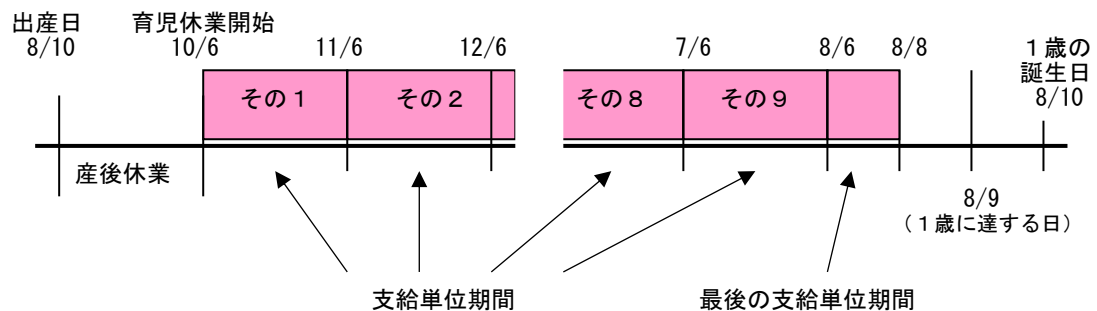 出産日
8/10
育児休業開始
10/6
11/6
12/6
7/6
8/6
8/8
１歳の
誕生日
8/10
その１
その２
その８
その９
産後休業
8/9
（１歳に達する日）
支給単位期間
最後の支給単位期間